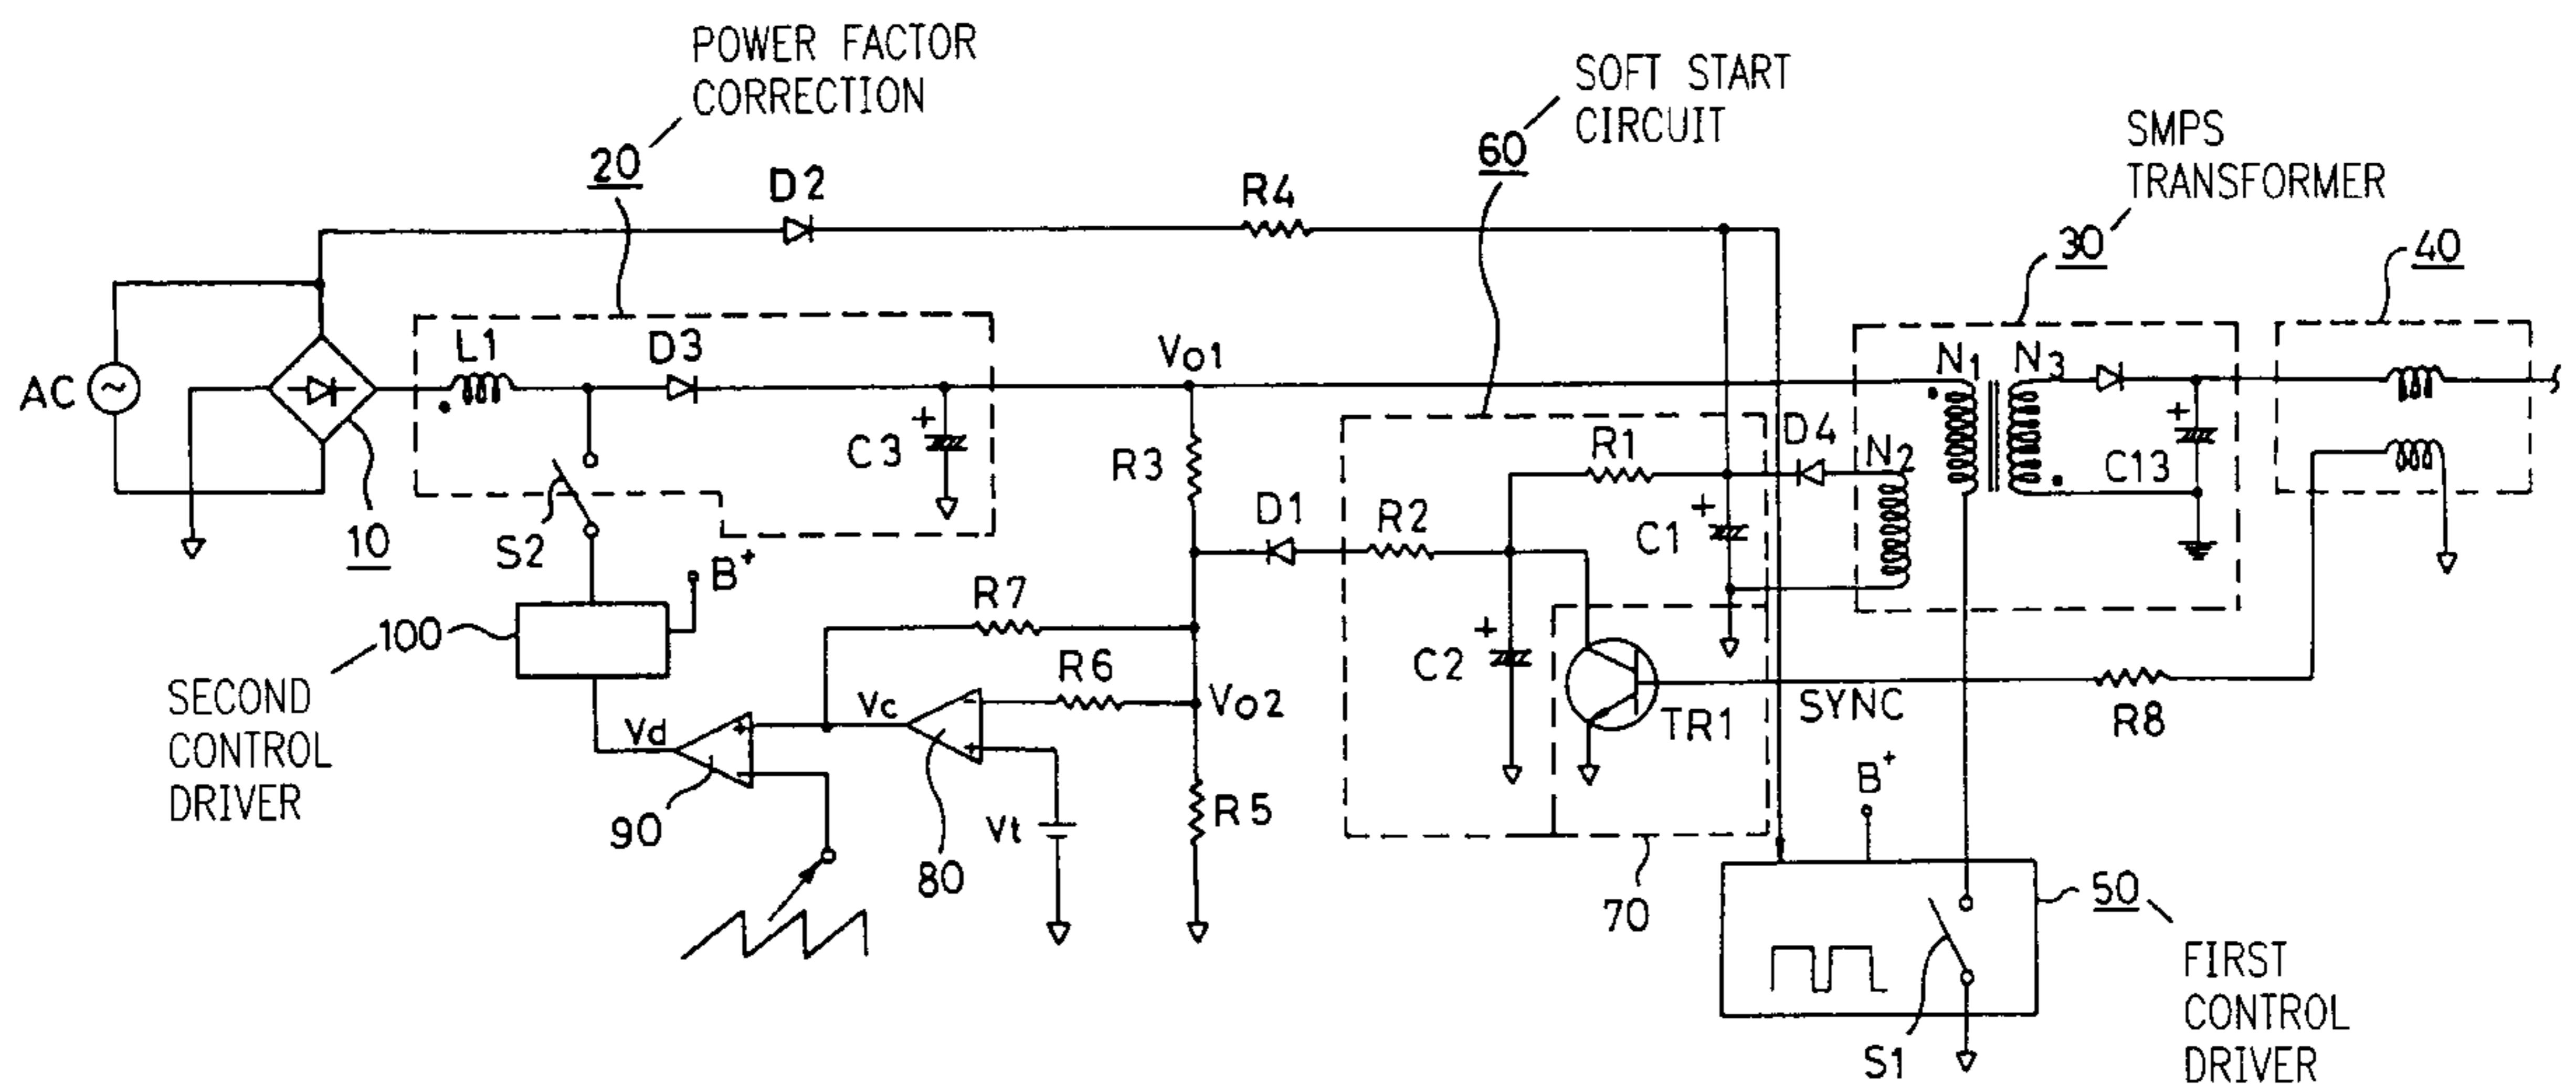 POWER FACTOR
CORRECTION
20
SOFT START
CIRCUIT
60
SMPS
TRANSFORMER
30
40
D2
R4
AC
10
L1
D3
C3
+
S2
Vo1
R3
N1
N3
N2
D4
R1
C1
+
C13
+
D1
R2
C2
+
TR1
SYNC
R8
B+
100
SECOND
CONTROL
DRIVER
R7
R6
Vo2
Vd
Vc
+
-
-
+
90
80
Vt
R5
70
B+
50
FIRST
CONTROL
DRIVER
S1